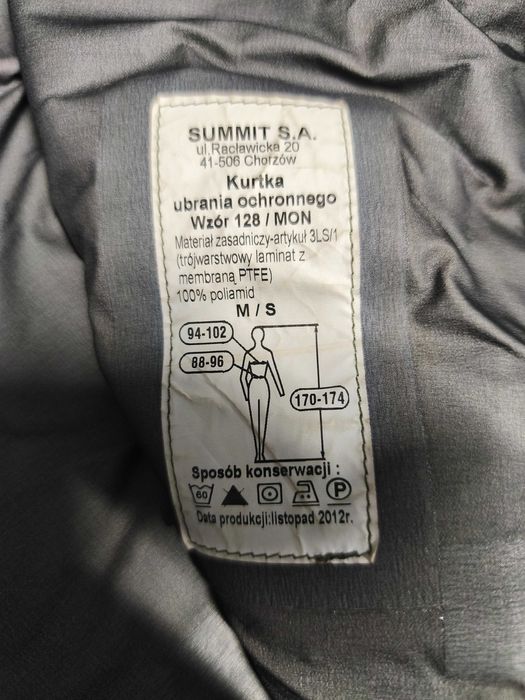 SUMMIT S.A.
ul.Racławicka 20
41-506 Chorzów
Kurtka
ubrania ochronnego
Wzór 128 / MON
Materiał zasadniczy-artykuł 3LS/1
(trójwarstwowy laminat z
membraną PTFE)
100% poliamid
M / S
94-102
88-96
170-174
Sposób konserwacji :
60 P
Data produkcji:listopad 2012r.